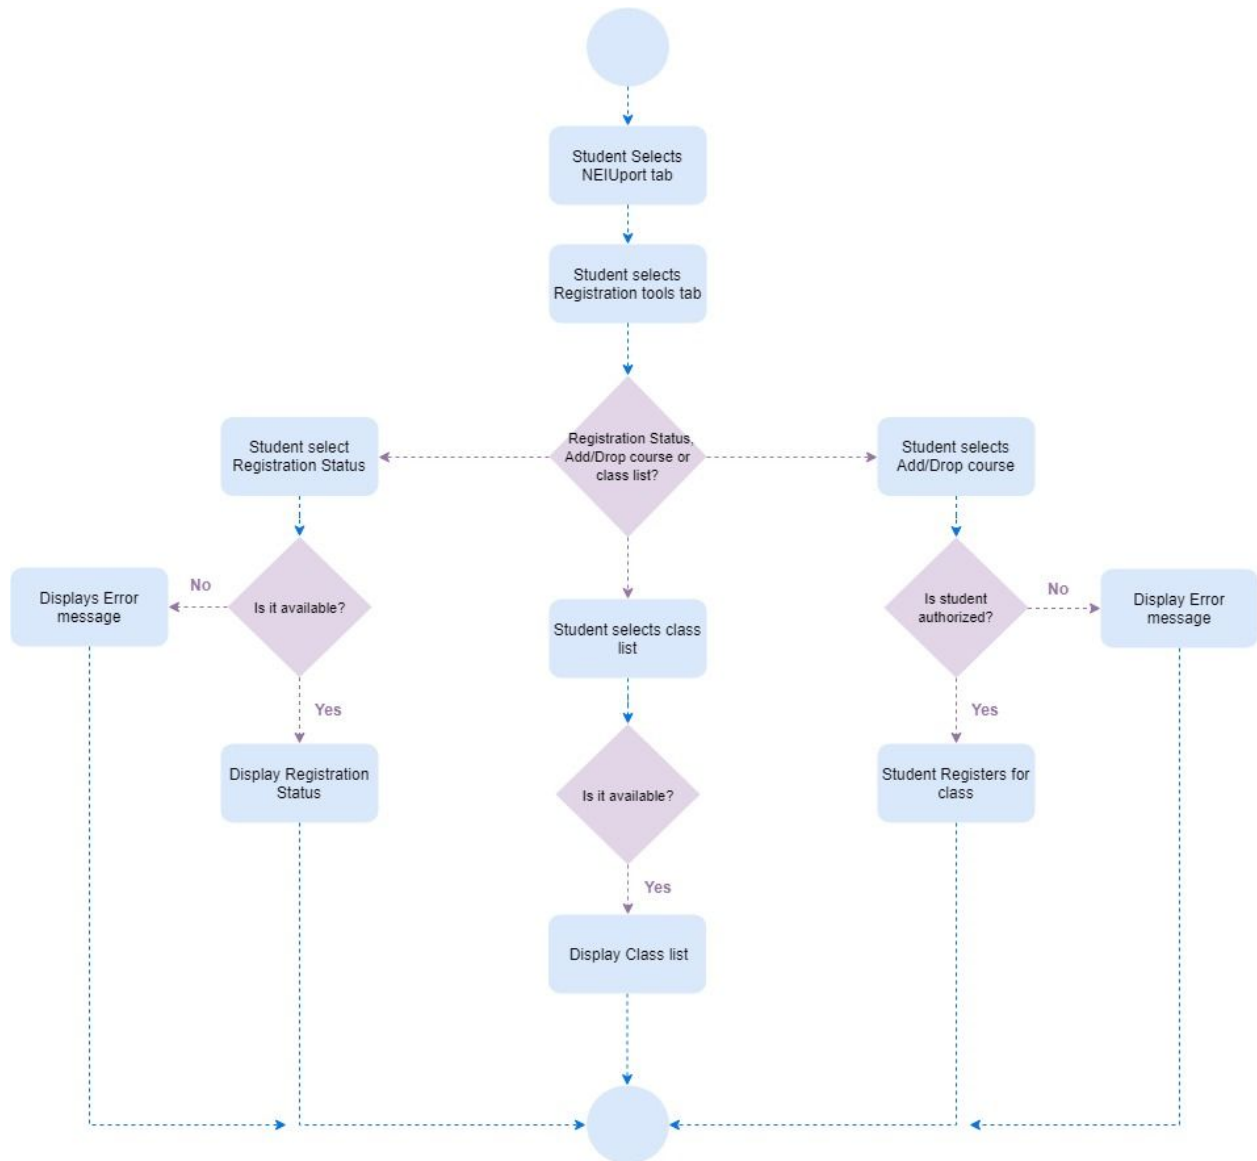 Student Selects
NEIUport tab
Student selects
Registration tools tab
Registration Status,
Add/Drop course or
class list?
Student select
Registration Status
Student selects
Add/Drop course
Is it available?
No
Displays Error
message
Yes
Display Registration
Status
Student selects class
list
Is it available?
Yes
Display Class list
Is student
authorized?
No
Display Error
message
Yes
Student Registers for
class